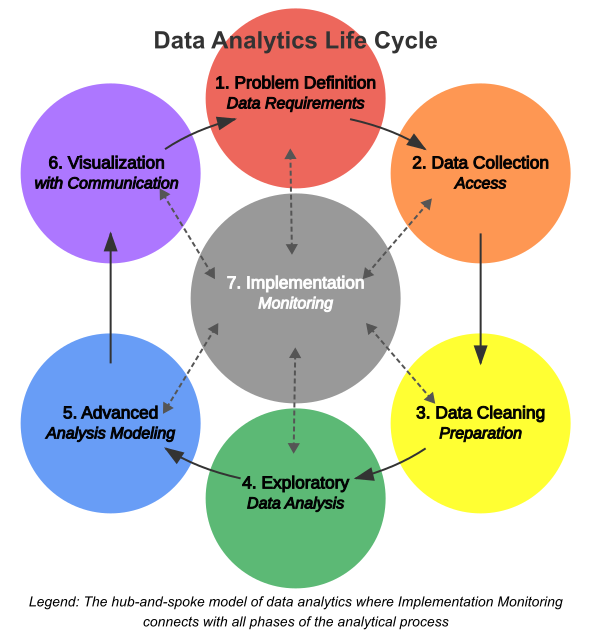 Data Analytics Life Cycle
1. Problem Definition
Data Requirements
6. Visualization
with Communication
2. Data Collection
Access
7. Implementation
Monitoring
5. Advanced
Analysis Modeling
3. Data Cleaning
Preparation
4. Exploratory
Data Analysis
Legend: The hub-and-spoke model of data analytics where Implementation Monitoring
connects with all phases of the analytical process